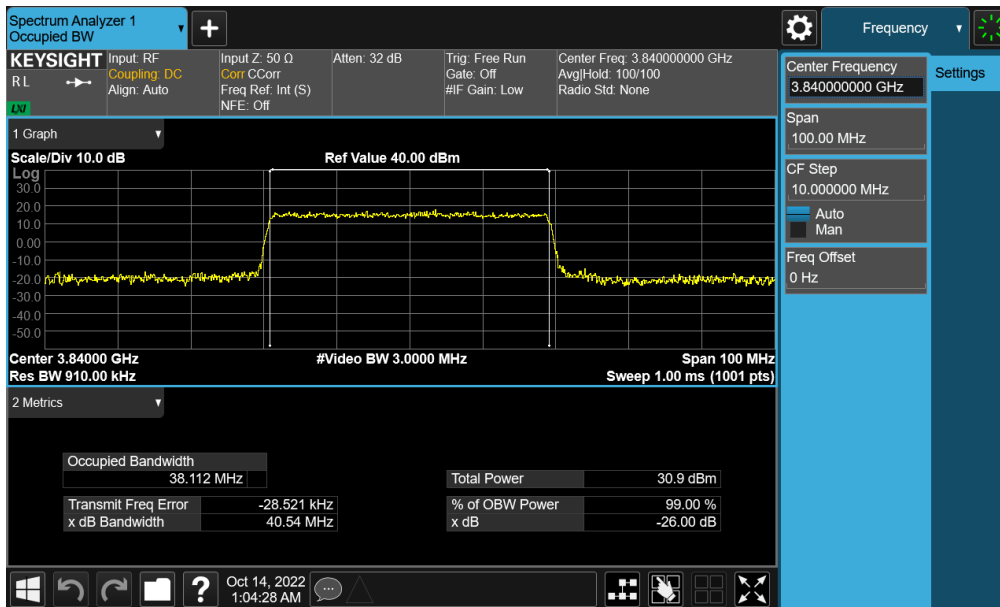 Spectrum Analyzer 1
Occupied BW
+
Frequency
KEYSIGHT
R L
LXI
Input: RF
Coupling: DC
Align: Auto
Input Z: 50 Ω
Corr CCorr
Freq Ref: Int (S)
NFE: Off
Atten: 32 dB
Trig: Free Run
Gate: Off
#IF Gain: Low
Center Freq: 3.840000000 GHz
Avg|Hold: 100/100
Radio Std: None
Center Frequency
3.840000000 GHz
Settings
Span
100.00 MHz
CF Step
10.000000 MHz
Auto
Man
Freq Offset
0 Hz
1 Graph
Scale/Div 10.0 dB
Ref Value 40.00 dBm
Log
30.0
20.0
10.0
0.00
-10.0
-20.0
-30.0
-40.0
-50.0
Center 3.84000 GHz
#Video BW 3.0000 MHz
Span 100 MHz
Res BW 910.00 kHz
Sweep 1.00 ms (1001 pts)
2 Metrics
Occupied Bandwidth
38.112 MHz
Total Power 30.9 dBm
Transmit Freq Error -28.521 kHz
% of OBW Power 99.00 %
x dB Bandwidth 40.54 MHz
x dB -26.00 dB
?
Oct 14, 2022
1:04:28 AM